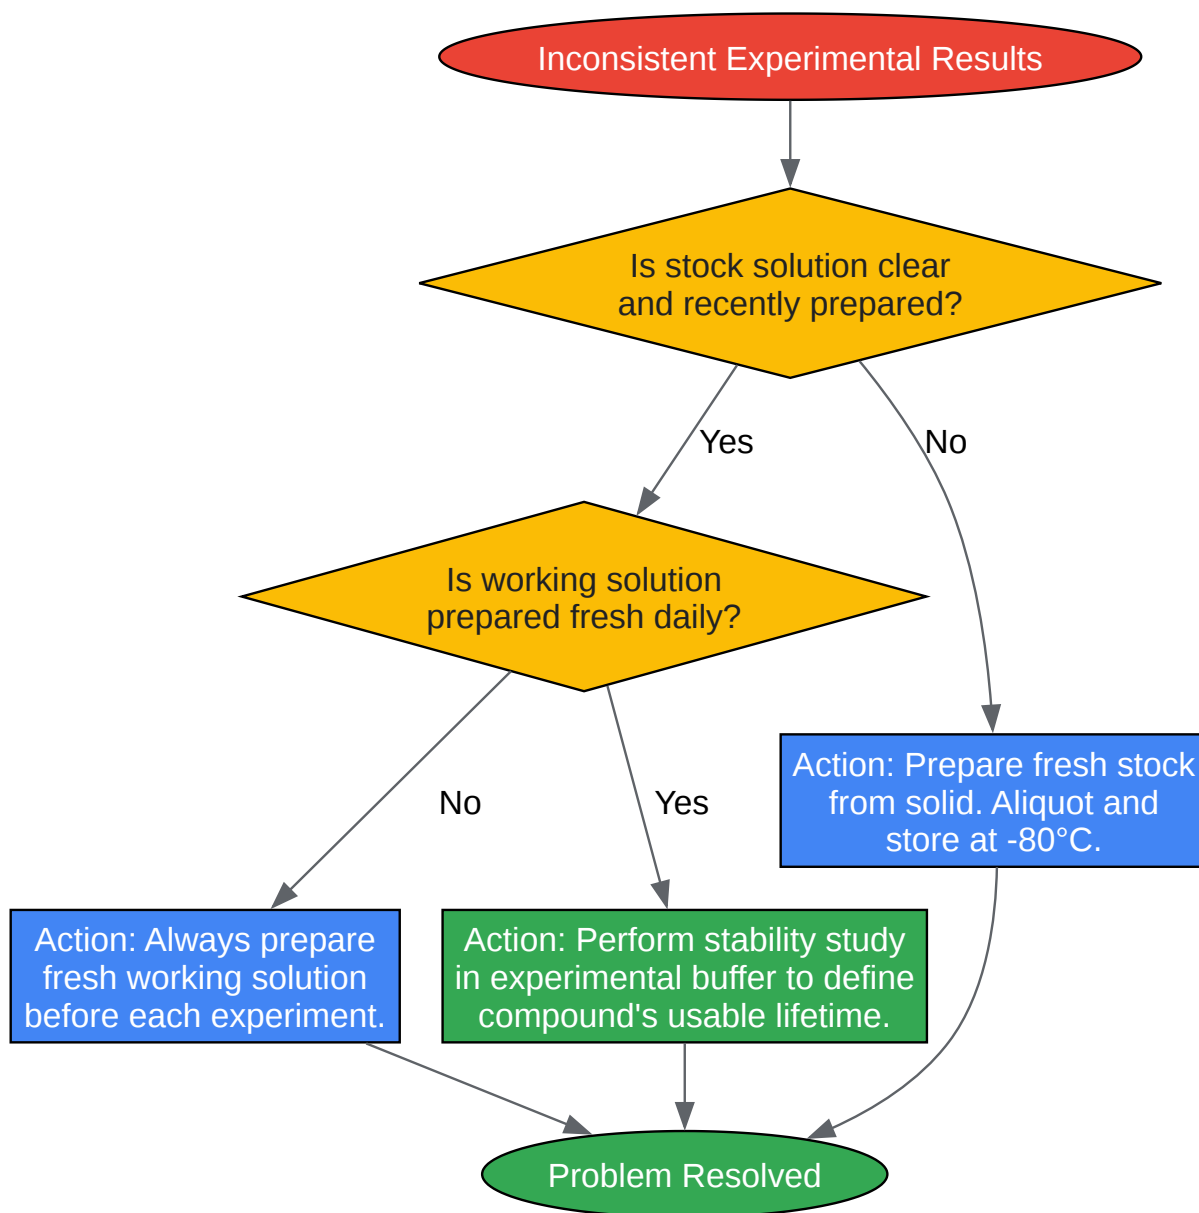 Inconsistent Experimental Results
Is stock solution clear
and recently prepared?
Yes
No
Is working solution
prepared fresh daily?
No
Yes
Action: Prepare fresh stock
from solid. Aliquot and
store at -80°C.
Action: Always prepare
fresh working solution
before each experiment.
Action: Perform stability study
in experimental buffer to define
compound's usable lifetime.
Problem Resolved